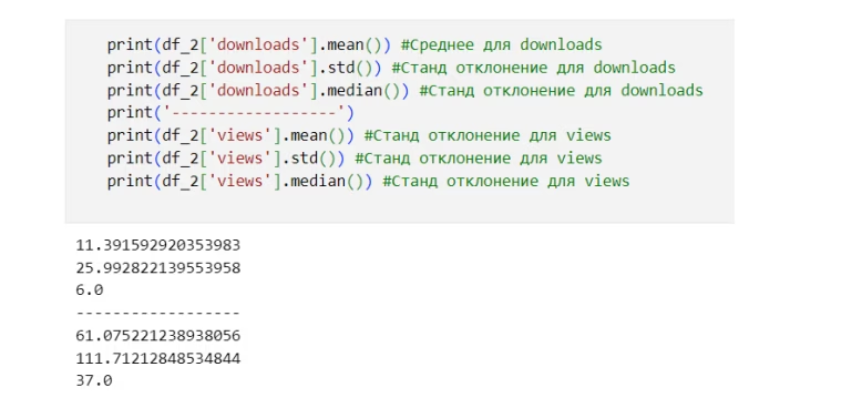 print(df_2['downloads'].mean()) #Среднее для downloads
print(df_2['downloads'].std()) #Станд отклонение для downloads
print(df_2['downloads'].median()) #Станд отклонение для downloads
print('------------------')
print(df_2['views'].mean()) #Станд отклонение для views
print(df_2['views'].std()) #Станд отклонение для views
print(df_2['views'].median()) #Станд отклонение для views
11.391592920353983
25.992822139553958
6.0
------------------
61.075221238938056
111.71212848534844
37.0